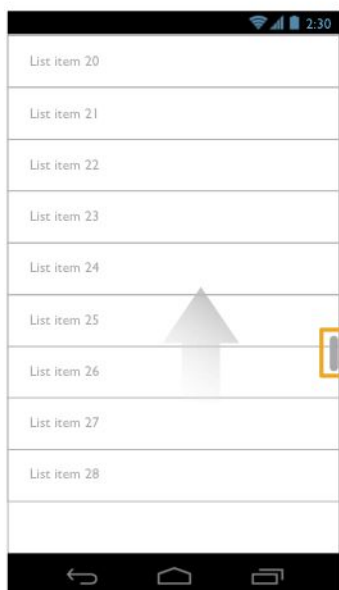 2:30
List item 20
List item 21
List item 22
List item 23
List item 24
List item 25
List item 26
List item 27
List item 28